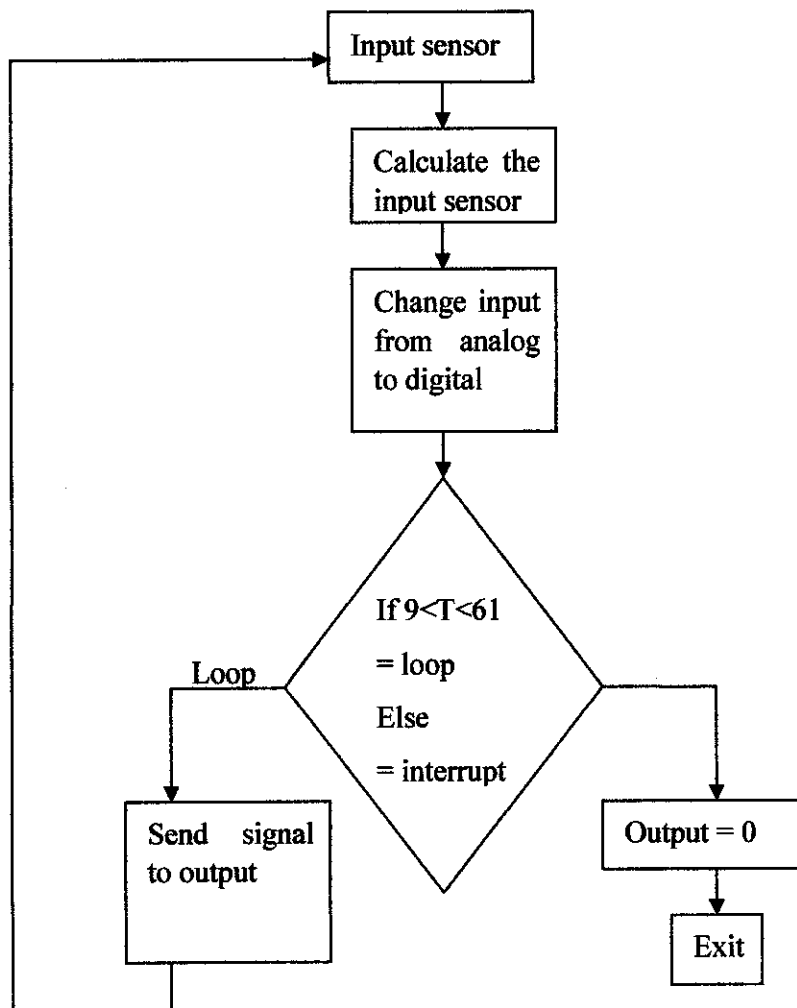 Input sensor
Calculate the
input sensor
Change input
from analog
to digital
If 9<T<61
= loop
Else
= interrupt
Loop
Send signal
to output
Output = 0
Exit